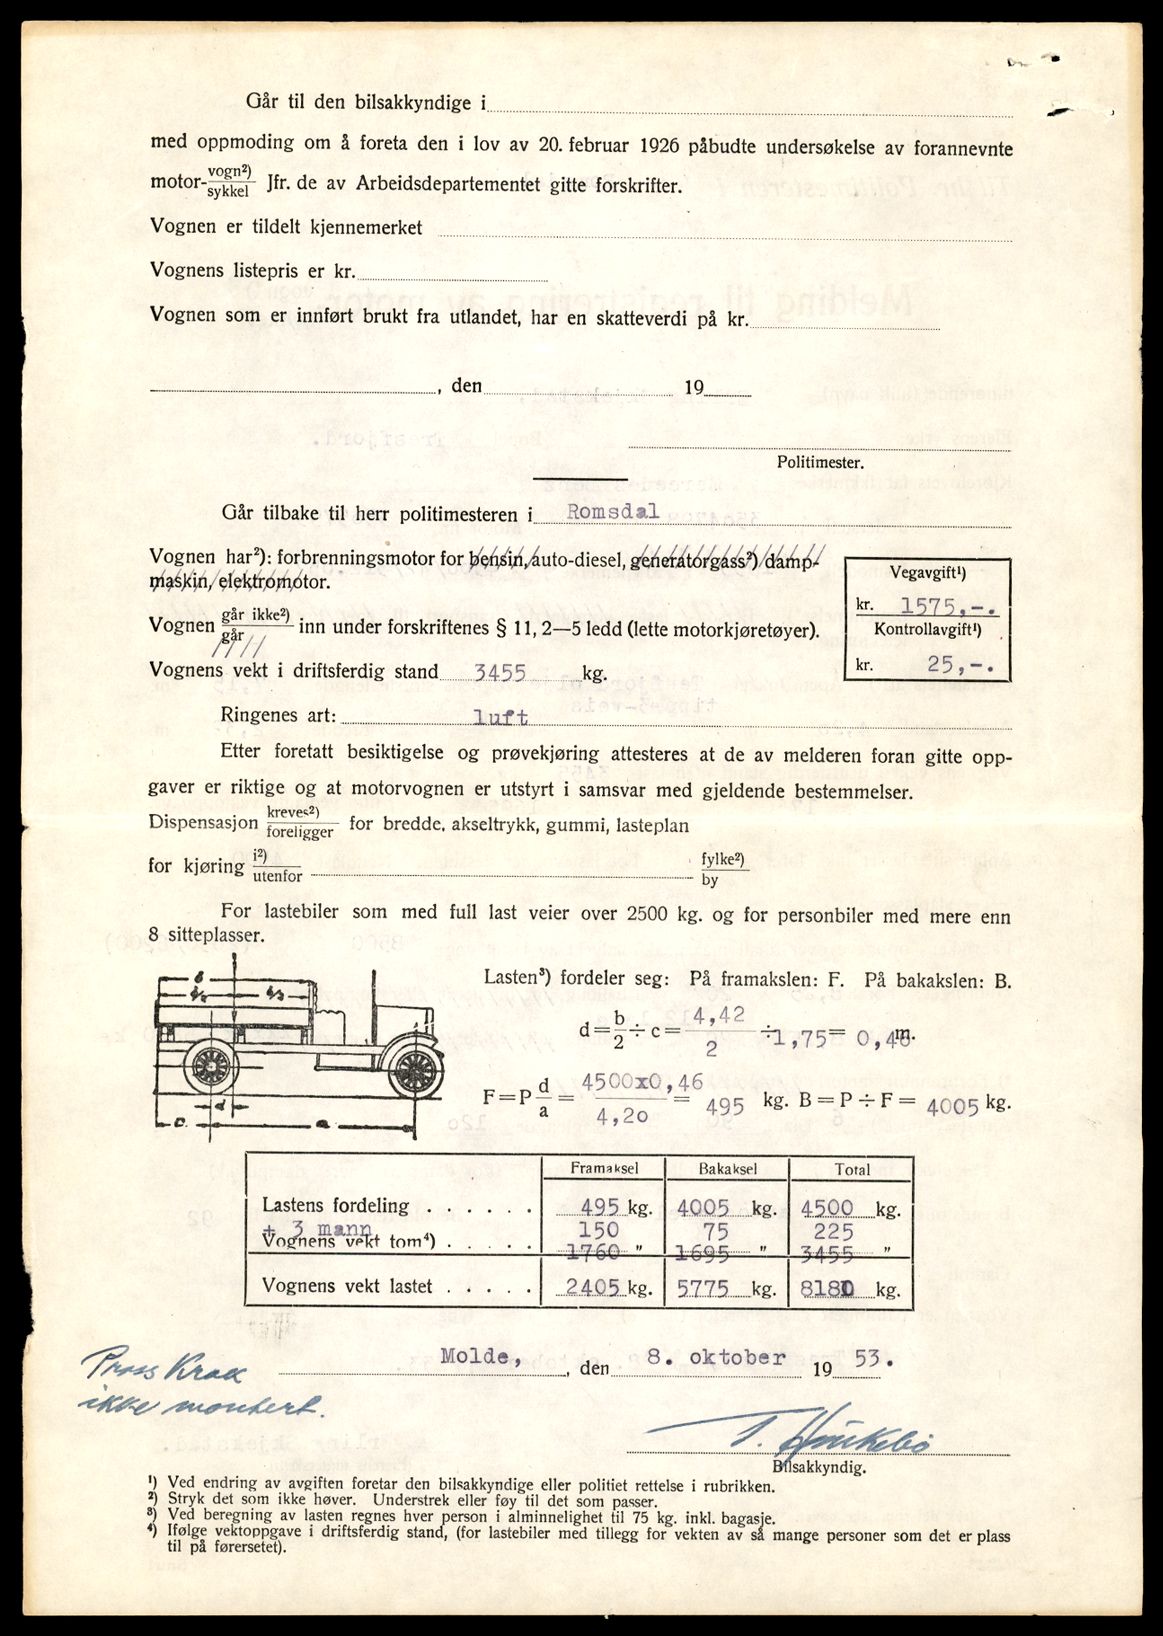 Går til den bilsakkyndige i
med oppmoding om å foreta den i lov av 20. februar 1926 påbudte undersøkelse av forannevnte
motor- vogn²) / sykkel Jfr. de av Arbeidsdepartementet gitte forskrifter.
Vognen er tildelt kjennemerket
Vognens listepris er kr.
Vognen som er innført brukt fra utlandet, har en skatteverdi på kr.
, den 19
Politimester.
Går tilbake til herr politimesteren i Romsdal
Vognen har²): forbrenningsmotor for bensin, auto-diesel, generatorgass²) damp-
maskin, elektromotor.
Vegavgift¹)
kr. 1575,-.
Kontrollavgift¹)
kr. 25,-.
Vognen går ikke²) / går inn under forskriftenes § 11, 2—5 ledd (lette motorkjøretøyer).
Vognens vekt i driftsferdig stand 3455 kg.
Ringenes art: luft
Etter foretatt besiktigelse og prøvekjøring attesteres at de av melderen foran gitte opp-
gaver er riktige og at motorvognen er utstyrt i samsvar med gjeldende bestemmelser.
Dispensasjon kreves²) / foreligger for bredde, akseltrykk, gummi, lasteplan
for kjøring i²) / utenfor fylke²) / by
For lastebiler som med full last veier over 2500 kg. og for personbiler med mere enn
8 sitteplasser.
Lasten³) fordeler seg: På framakslen: F. På bakakslen: B.
b
b/2 b/2
d = b/2 ÷ c = 4,42 / 2 ÷ 1,75 = 0,46 m.
F = P d/a = 4500x0,46 / 4,20 = 495 kg. B = P ÷ F = 4005 kg.
c d a
Framaksel Bakaksel Total
Lastens fordeling . . . . . . 495 kg. 4005 kg. 4500 kg.
+ 3 mann 150 75 225
Vognens vekt tom⁴) . . . . . 1760 " 1695 " 3455 "
Vognens vekt lastet . . . . . 2405 kg. 5775 kg. 8180 kg.
Molde, , den 8. oktober 19 53.
Press Krok
ikke montert.
T. Haukebø
Bilsakkyndig.
¹) Ved endring av avgiften foretar den bilsakkyndige eller politiet rettelse i rubrikken.
²) Stryk det som ikke høver. Understrek eller føy til det som passer.
³) Ved beregning av lasten regnes hver person i alminnelighet til 75 kg. inkl. bagasje.
⁴) Ifølge vektoppgave i driftsferdig stand, (for lastebiler med tillegg for vekten av så mange personer som det er plass
til på førersetet).